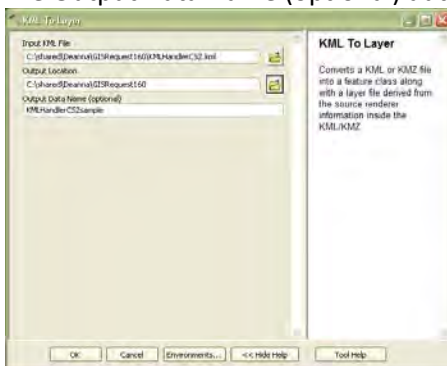 KML To Layer
Input KML File
C:\shared\Deanna\GISRequest160\KMLHandlerCS2.kml
Output Location
C:\shared\Deanna\GISRequest160
Output Data Name (optional)
KMLHandlerCS2sample
KML To Layer
Converts a KML or KMZ file
into a feature class along
with a layer file derived from
the source renderer
information inside the
KML/KMZ
OK
Cancel
Environments...
<< Hide Help
Tool Help